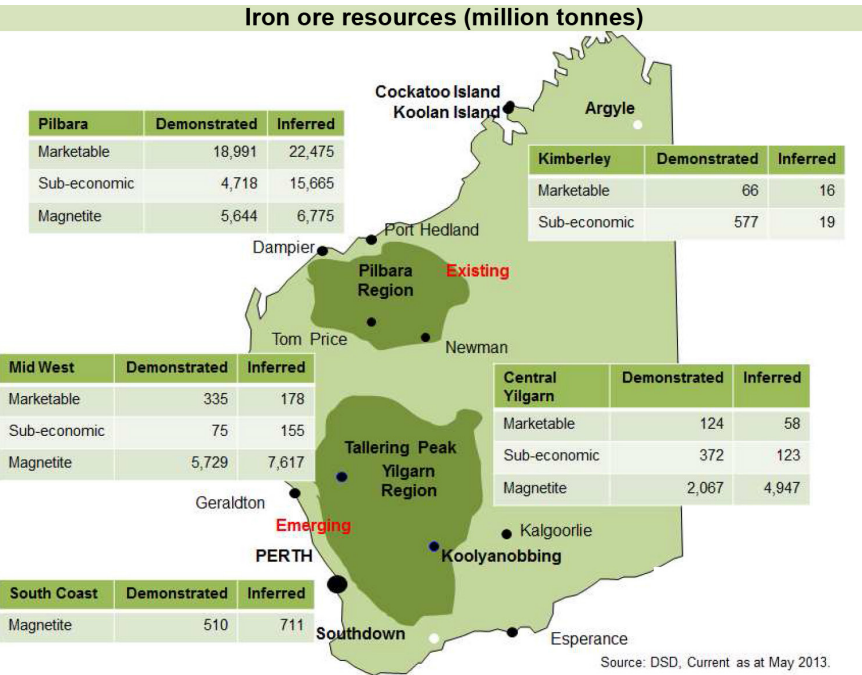 Iron ore resources (million tonnes)
Cockatoo Island
Koolan Island
Argyle
Pilbara Demonstrated Inferred
Marketable 18,991 22,475
Sub-economic 4,718 15,665
Magnetite 5,644 6,775
Kimberley Demonstrated Inferred
Marketable 66 16
Sub-economic 577 19
Port Hedland
Dampier
Pilbara
Region
Existing
Tom Price
Newman
Mid West Demonstrated Inferred
Marketable 335 178
Sub-economic 75 155
Magnetite 5,729 7,617
Central
Yilgarn Demonstrated Inferred
Marketable 124 58
Sub-economic 372 123
Magnetite 2,067 4,947
Tallering Peak
Yilgarn
Region
Geraldton
Emerging
Kalgoorlie
PERTH
Koolyanobbing
South Coast Demonstrated Inferred
Magnetite 510 711
Southdown
Esperance
Source: DSD, Current as at May 2013.